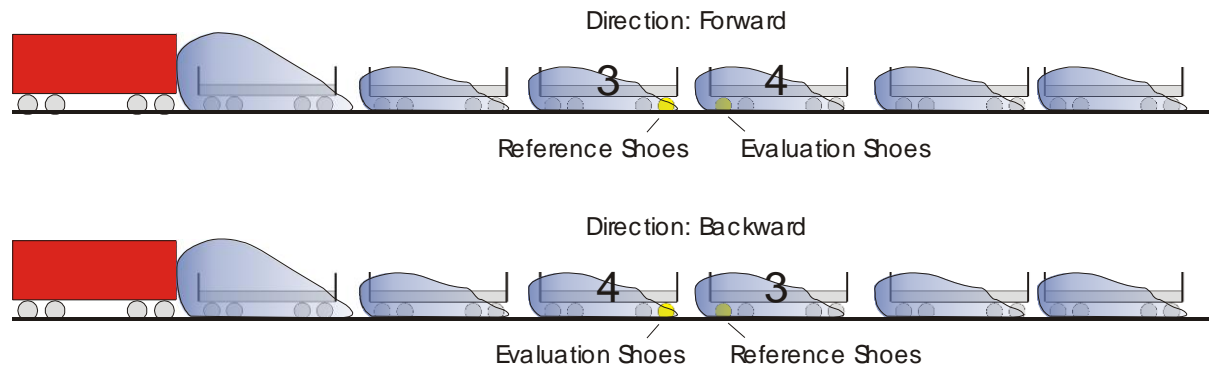 Direction: Forward
3 4
Reference Shoes Evaluation Shoes
Direction: Backward
4 3
Evaluation Shoes Reference Shoes